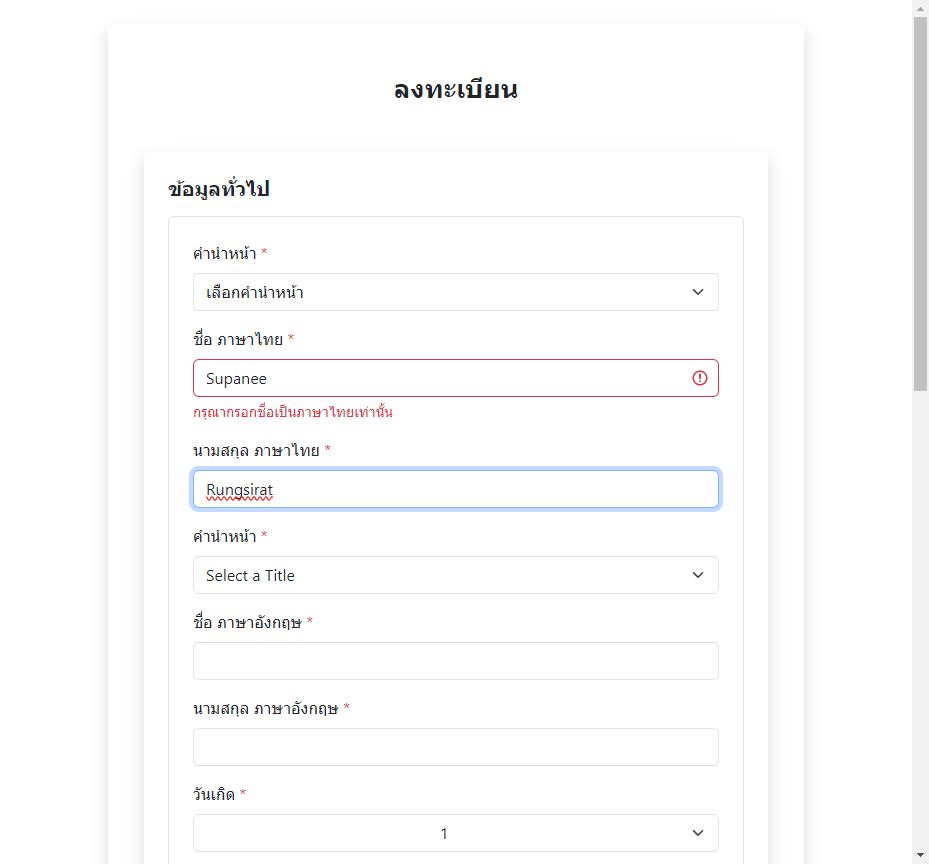 ลงทะเบียน
ข้อมูลทั่วไป
คำนำหน้า *
เลือกคำนำหน้า
ชื่อ ภาษาไทย *
Supanee
กรุณากรอกชื่อเป็นภาษาไทยเท่านั้น
นามสกุล ภาษาไทย *
Rungsirat
คำนำหน้า *
Select a Title
ชื่อ ภาษาอังกฤษ *
นามสกุล ภาษาอังกฤษ *
วันเกิด *
1